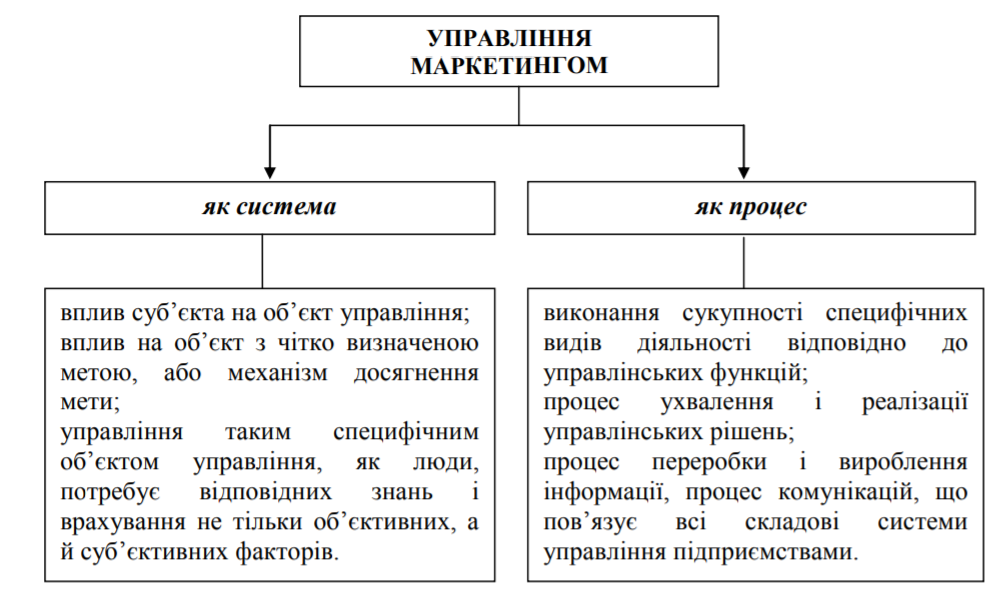 УПРАВЛІННЯ
МАРКЕТИНГОМ
як система
як процес
вплив суб’єкта на об’єкт управління;
вплив на об’єкт з чітко визначеною
метою, або механізм досягнення
мети;
управління таким специфічним
об’єктом управління, як люди,
потребує відповідних знань і
врахування не тільки об’єктивних, а
й суб’єктивних факторів.
виконання сукупності специфічних
видів діяльності відповідно до
управлінських функцій;
процес ухвалення і реалізації
управлінських рішень;
процес переробки і вироблення
інформації, процес комунікацій, що
пов’язує всі складові системи
управління підприємствами.